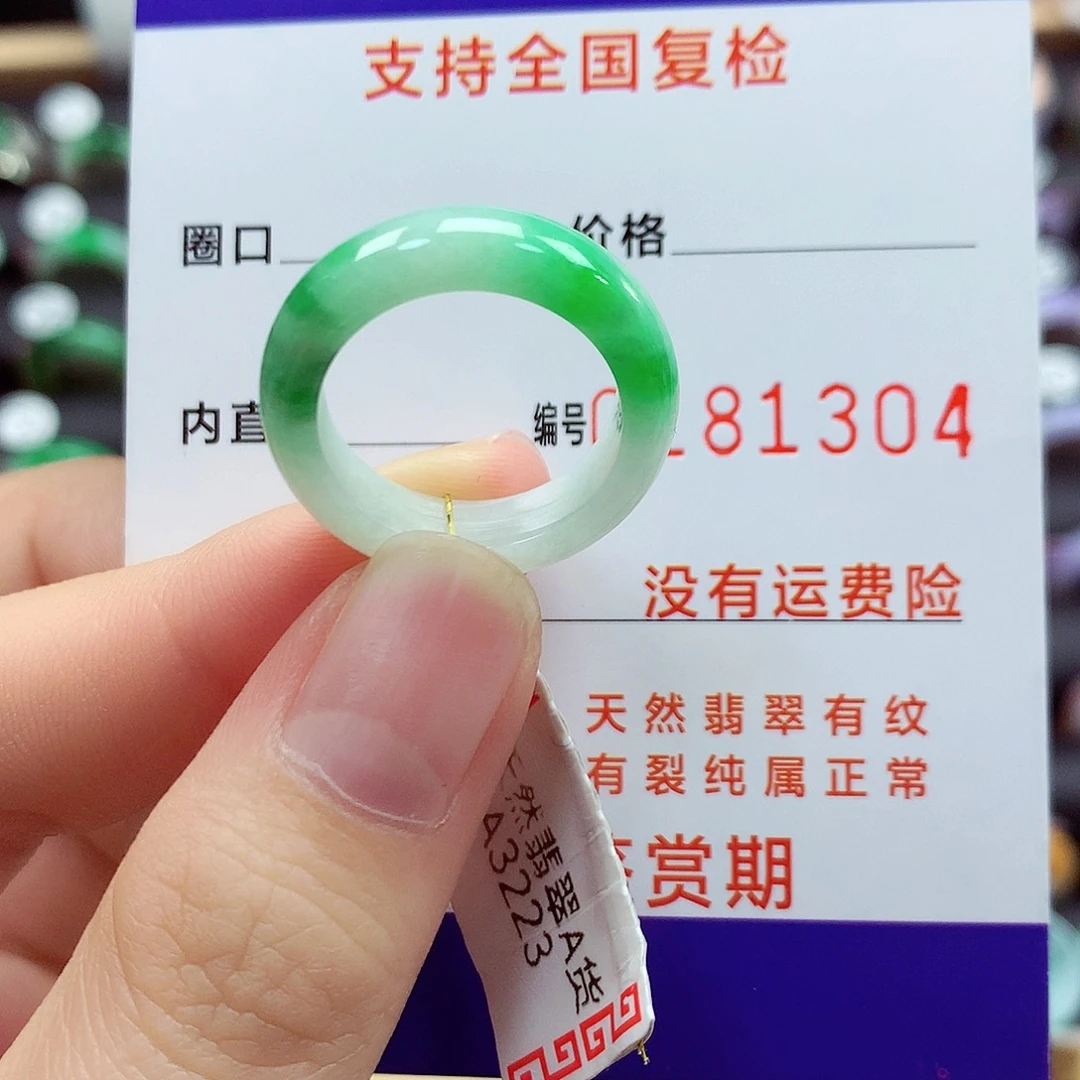 支持全国复检
圈口
价格
内直
编号
81304
没有运费险
天然翡翠有纹
有裂纯属正常
赏期
然翡翠A货
43223